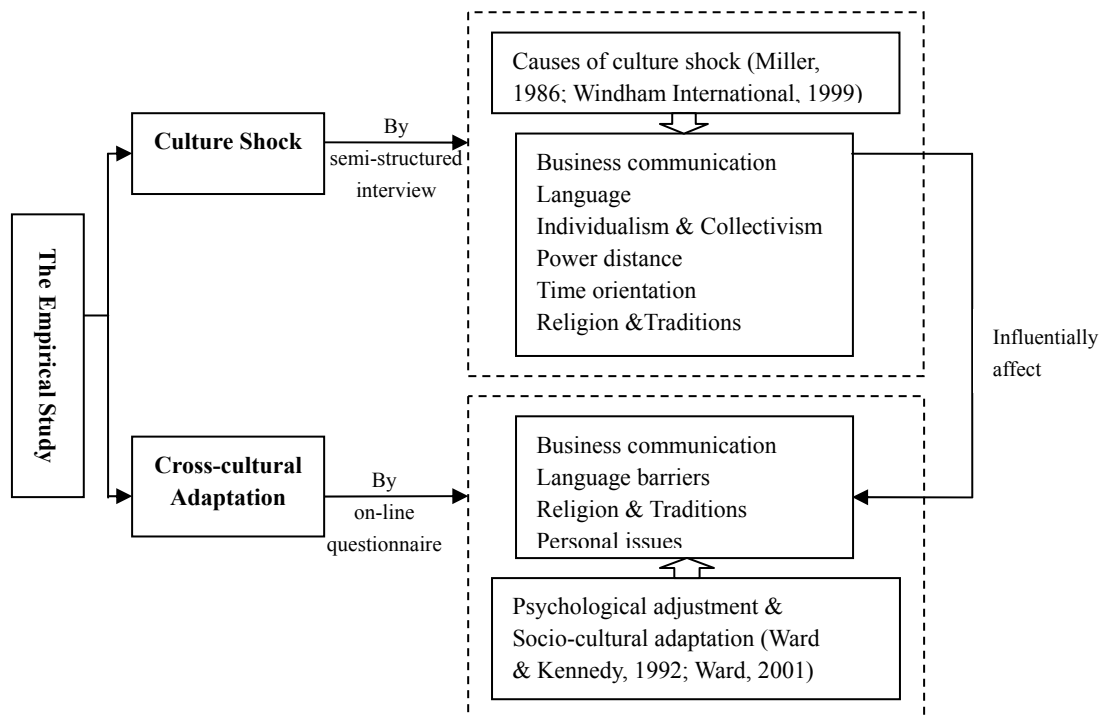 The Empirical Study
Culture Shock
By
semi-structured
interview
Causes of culture shock (Miller,
1986; Windham International, 1999)
Business communication
Language
Individualism & Collectivism
Power distance
Time orientation
Religion &Traditions
Influentially
affect
Cross-cultural
Adaptation
By
on-line
questionnaire
Business communication
Language barriers
Religion & Traditions
Personal issues
Psychological adjustment &
Socio-cultural adaptation (Ward
& Kennedy, 1992; Ward, 2001)